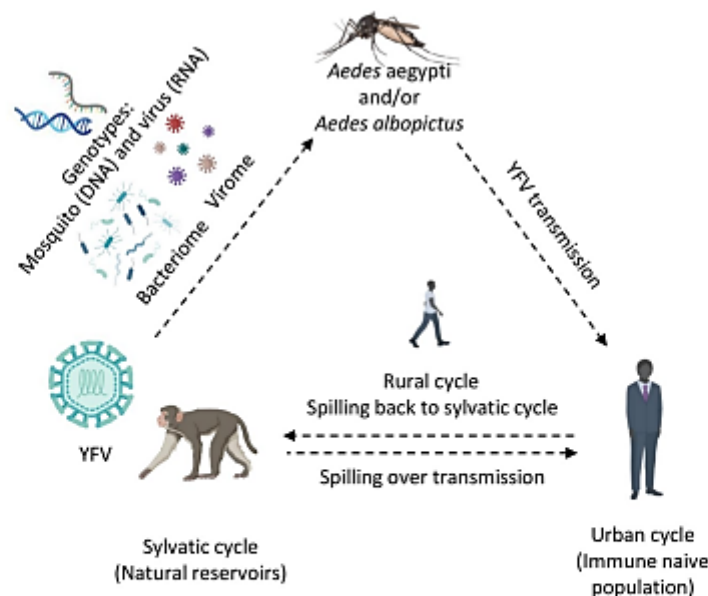 Aedes aegypti
and/or
Aedes albopictus
Genotypes:
Mosquito (DNA) and virus (RNA)
Virome
Bacteriome
YFV transmission
Rural cycle
Spilling back to sylvatic cycle
YFV
Spilling over transmission
Sylvatic cycle
(Natural reservoirs)
Urban cycle
(Immune naive
population)